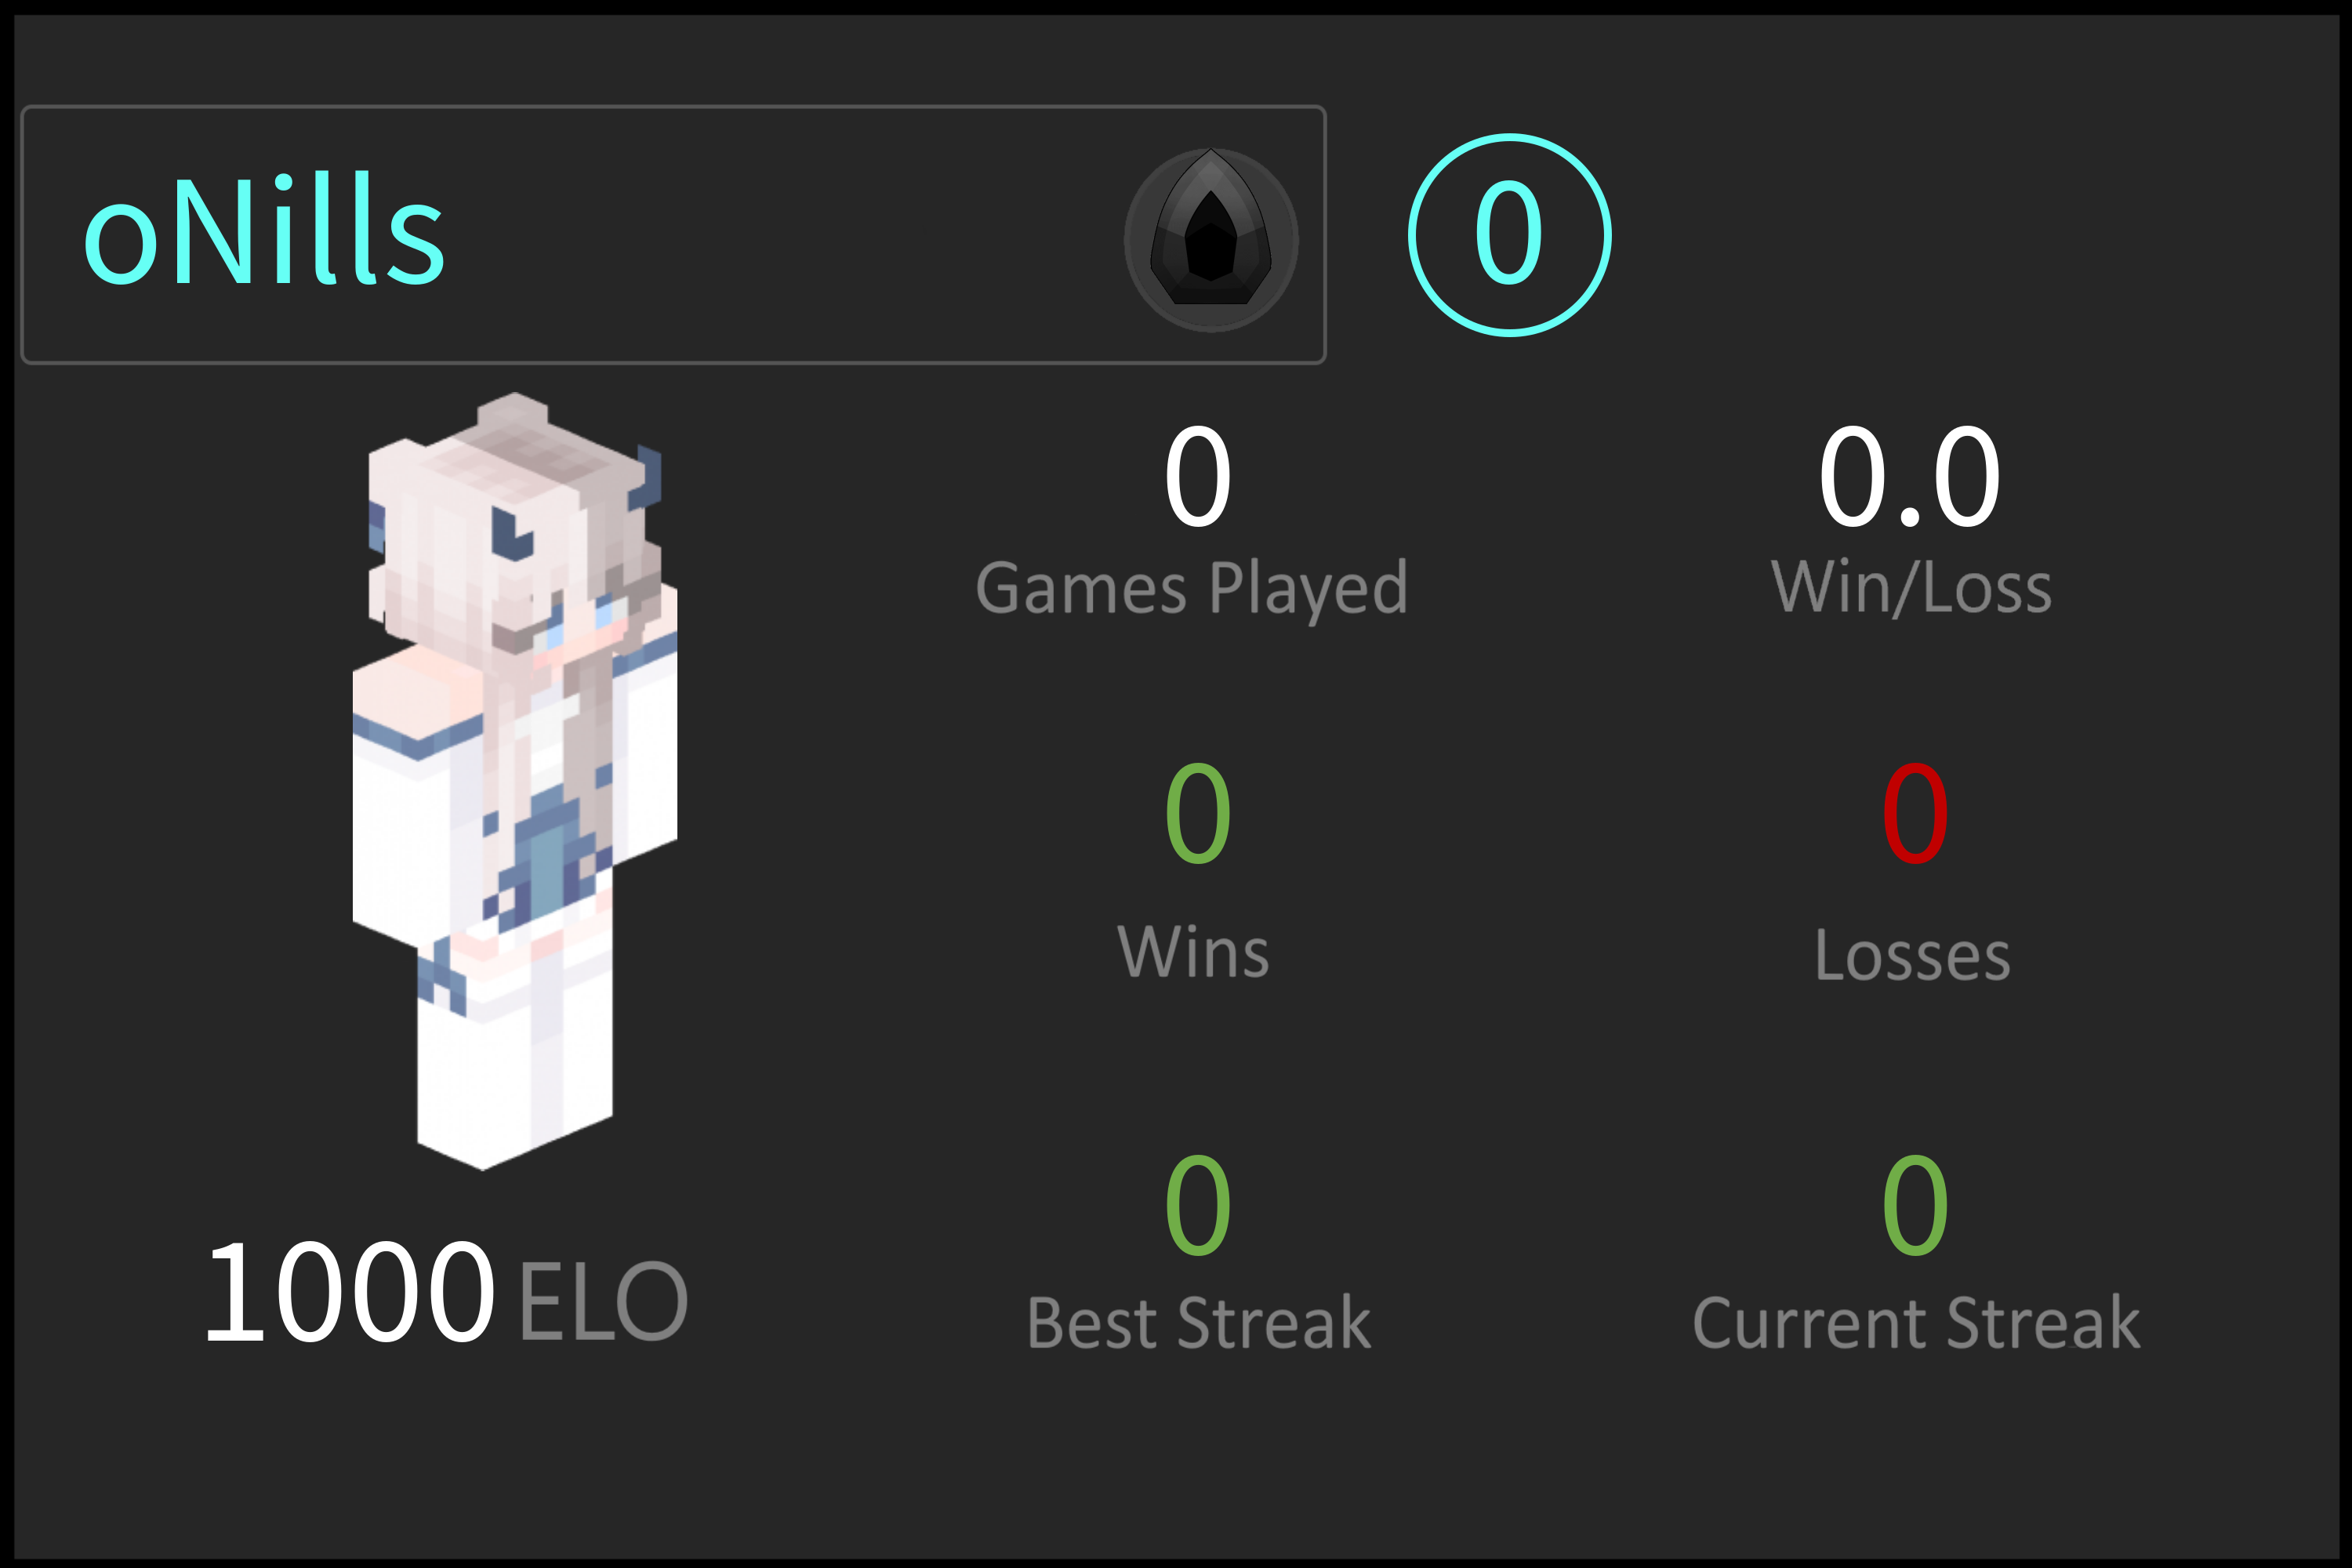 oNills
0
0
0.0
Games Played
Win/Loss
0
0
Wins
Losses
0
0
1000 ELO
Best Streak
Current Streak